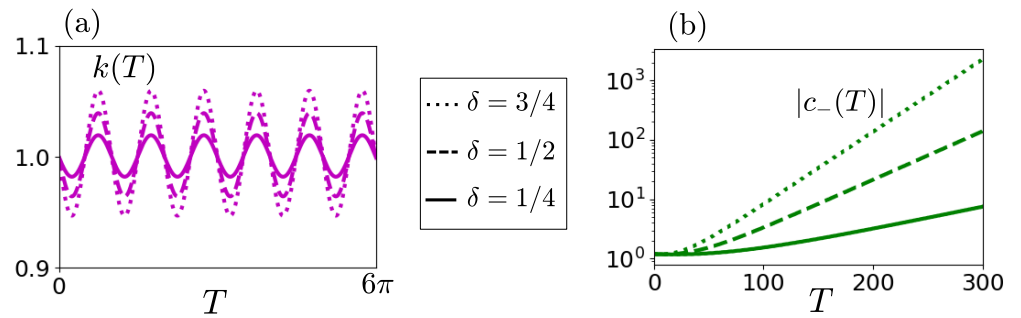 (a)
1.1
1.0
0.9
k(T)
0
T
6π
δ = 3/4
δ = 1/2
δ = 1/4
(b)
10³
10²
10¹
10⁰
|c₋(T)|
0
100
200
300
T